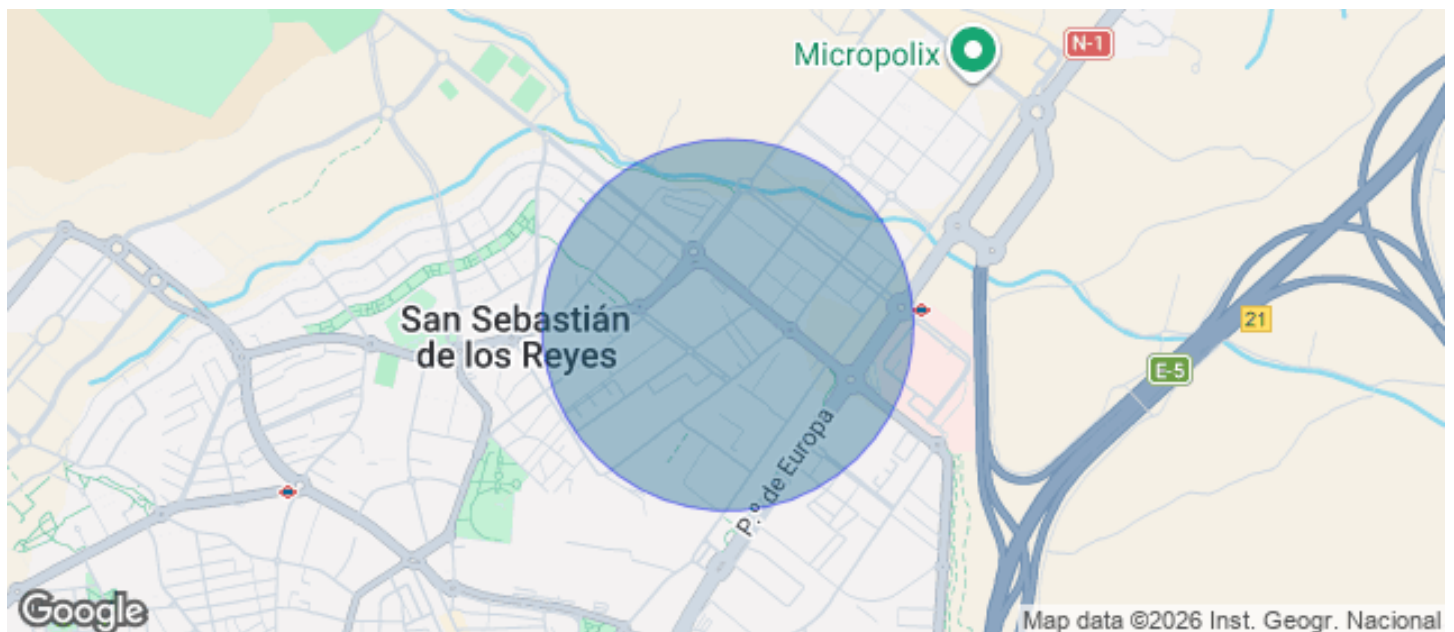 Micropolix
N-1
San Sebastián
de los Reyes
21
E-5
P.º de Europa
Google
Map data ©2026 Inst. Geogr. Nacional